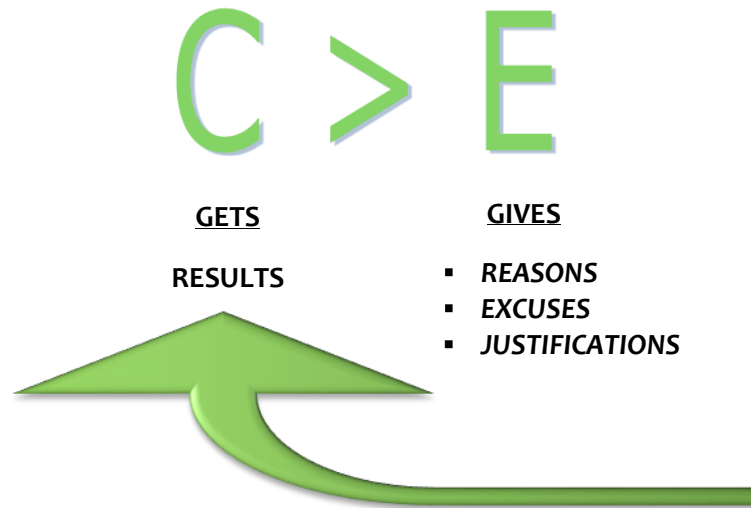 C > E
GETS GIVES
RESULTS
▪ REASONS
▪ EXCUSES
▪ JUSTIFICATIONS